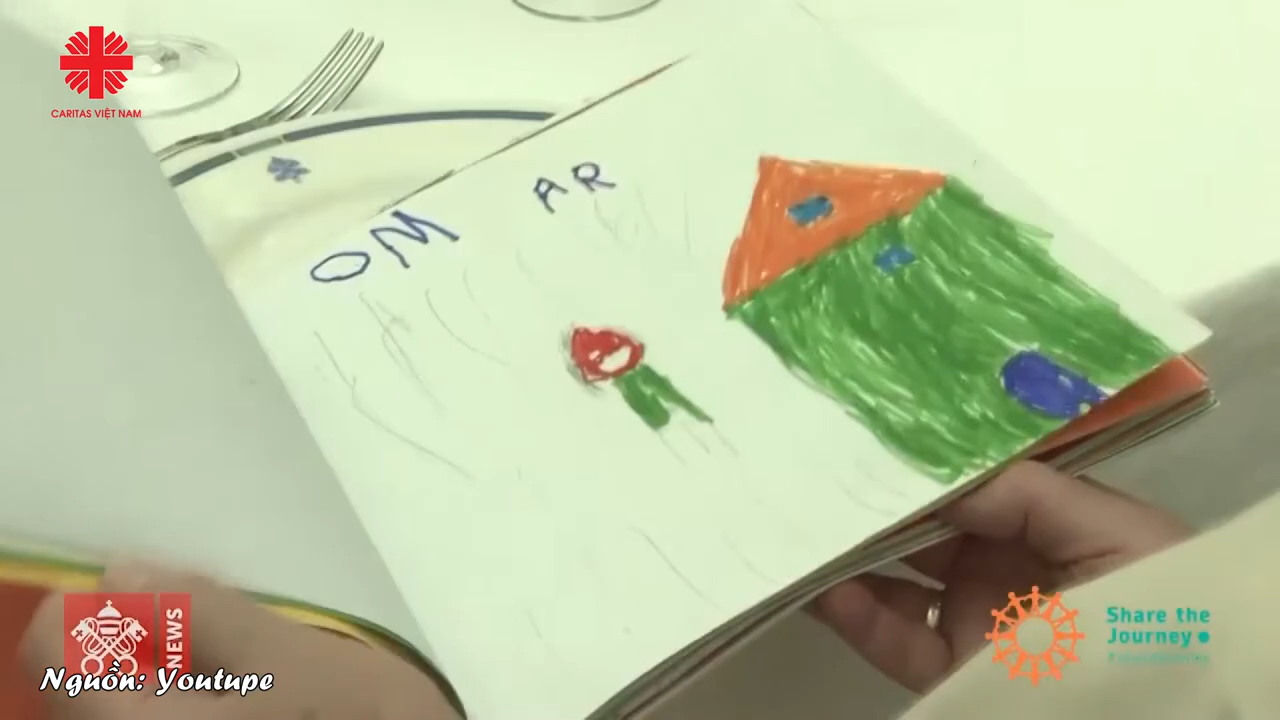 CARITAS VIỆT NAM
OM AR
NEWS
Nguồn: Youtupe
Share the
Journey